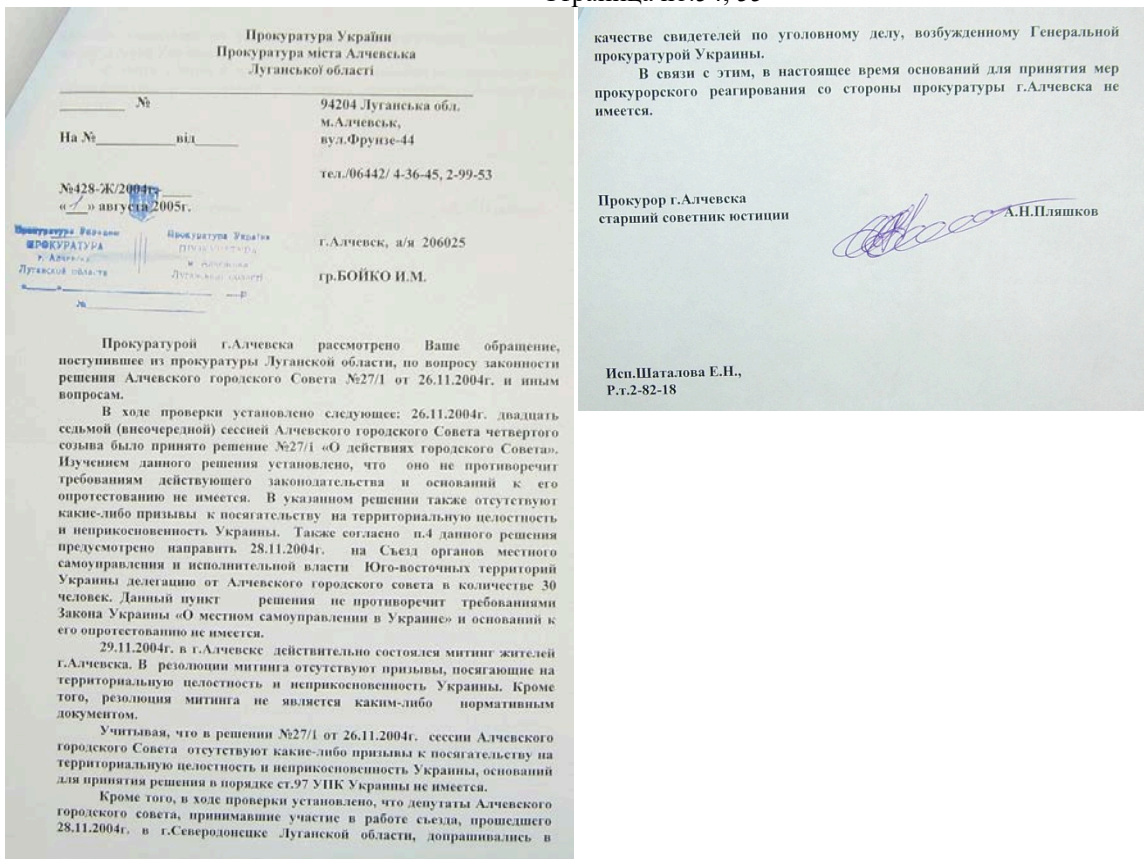 Прокуратура України
Прокуратура міста Алчевська
Луганської області
№
94204 Луганська обл.
м.Алчевськ,
На № від
вул.Фрунзе-44
тел./06442/ 4-36-45, 2-99-53
№428-Ж/2004г.
«1» августа 2005г.
Прокуратура Украины
ПРОКУРАТУРА
г. Алчевска
Луганской области
Прокуратура України
ПРОКУРАТУРА
м. Алчевська
Луганської області
№
г.Алчевск, а/я 206025
гр.БОЙКО И.М.
Прокуратурой г.Алчевска рассмотрено Ваше обращение,
поступившее из прокуратуры Луганской области, по вопросу законности
решения Алчевского городского Совета №27/1 от 26.11.2004г. и иным
вопросам.
В ходе проверки установлено следующее: 26.11.2004г. двадцать
седьмой (внеочередной) сессией Алчевского городского Совета четвертого
созыва было принято решение №27/1 «О действиях городского Совета».
Изучением данного решения установлено, что оно не противоречит
требованиям действующего законодательства и оснований к его
опротестованию не имеется. В указанном решении также отсутствуют
какие-либо призывы к посягательству на территориальную целостность
и неприкосновенность Украины. Также согласно п.4 данного решения
предусмотрено направить 28.11.2004г. на Съезд органов местного
самоуправления и исполнительной власти Юго-восточных территорий
Украины делегацию от Алчевского городского совета в количестве 30
человек. Данный пункт решения не противоречит требованиями
Закона Украины «О местном самоуправлении в Украине» и оснований к
его опротестованию не имеется.
29.11.2004г. в г.Алчевске действительно состоялся митинг жителей
г.Алчевска. В резолюции митинга отсутствуют призывы, посягающие на
территориальную целостность и неприкосновенность Украины. Кроме
того, резолюция митинга не является каким-либо нормативным
документом.
Учитывая, что в решении №27/1 от 26.11.2004г. сессии Алчевского
городского Совета отсутствуют какие-либо призывы к посягательству на
территориальную целостность и неприкосновенность Украины, оснований
для принятия решения в порядке ст.97 УПК Украины не имеется.
Кроме того, в ходе проверки установлено, что депутаты Алчевского
городского совета, принимавшие участие в работе съезда, прошедшего
28.11.2004г. в г.Северодонецке Луганской области, допрашивались в
качестве свидетелей по уголовному делу, возбужденному Генеральной
прокуратурой Украины.
В связи с этим, в настоящее время оснований для принятия мер
прокурорского реагирования со стороны прокуратуры г.Алчевска не
имеется.
Прокурор г.Алчевска
старший советник юстиции
А.Н.Пляшков
Исп.Шаталова Е.Н.,
Р.т.2-82-18